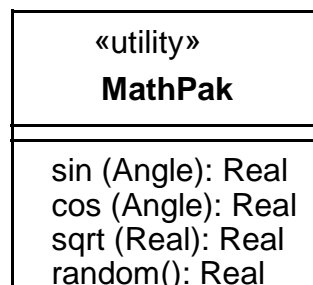 «utility»
MathPak
sin (Angle): Real
cos (Angle): Real
sqrt (Real): Real
random(): Real